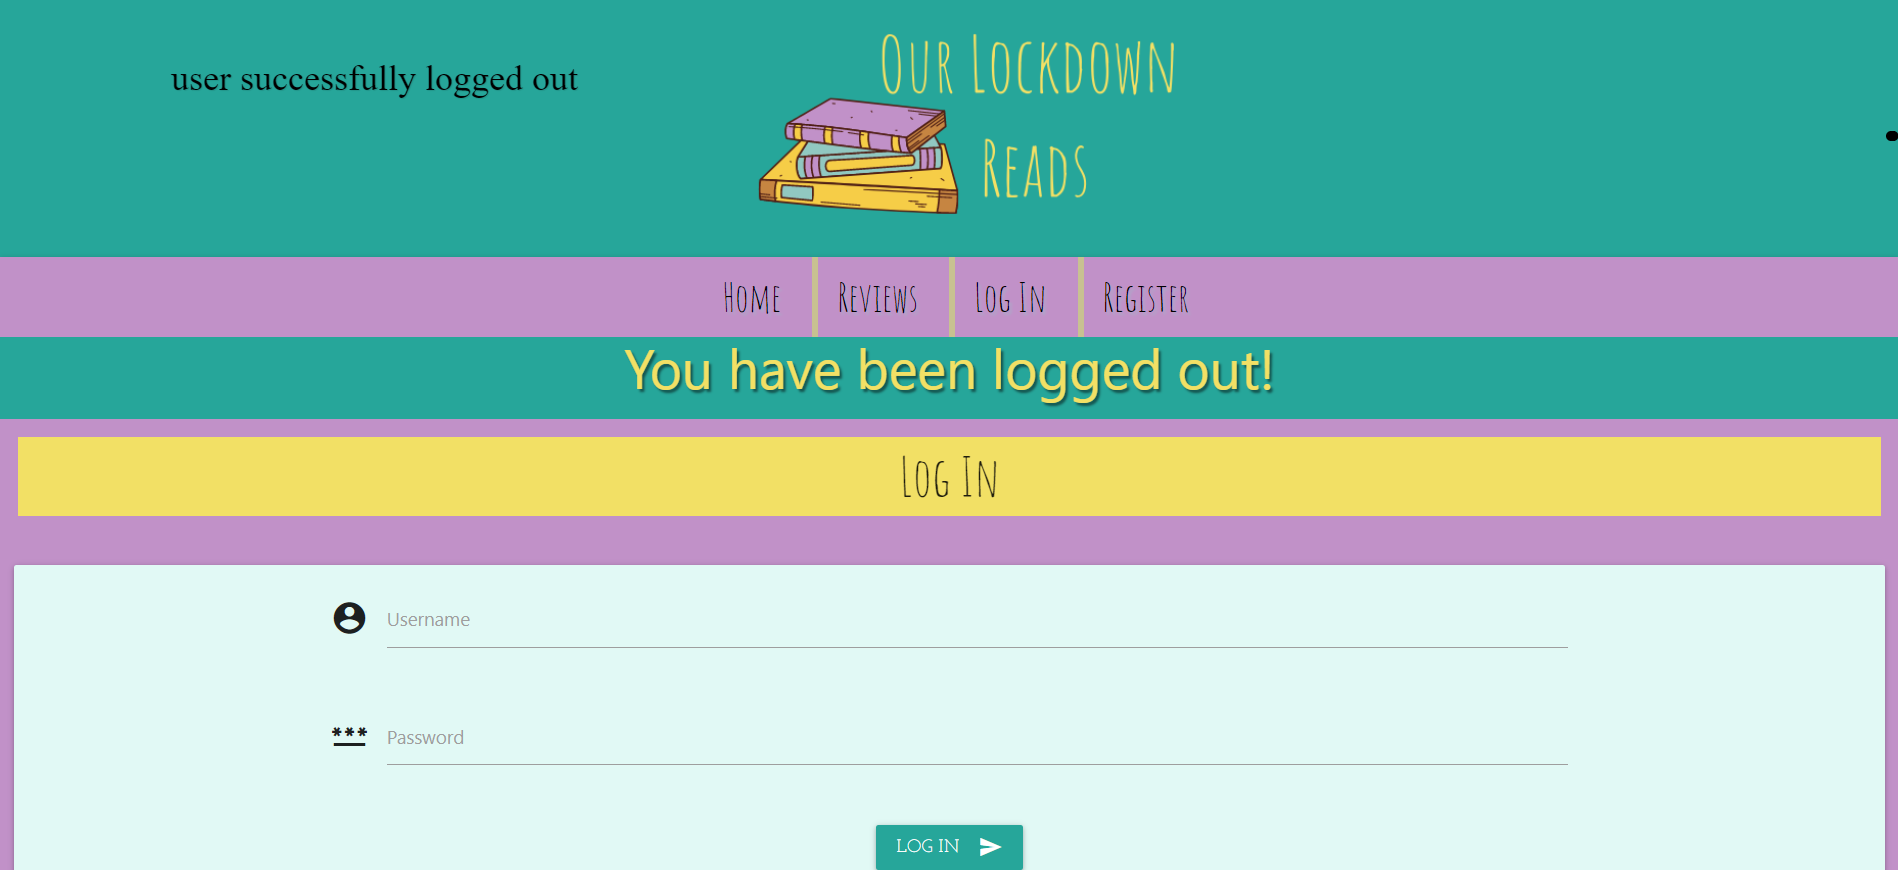 user successfully logged out
Our Lockdown
Reads
Home
Reviews
Log In
Register
You have been logged out!
Log In
Username
***
Password
LOG IN